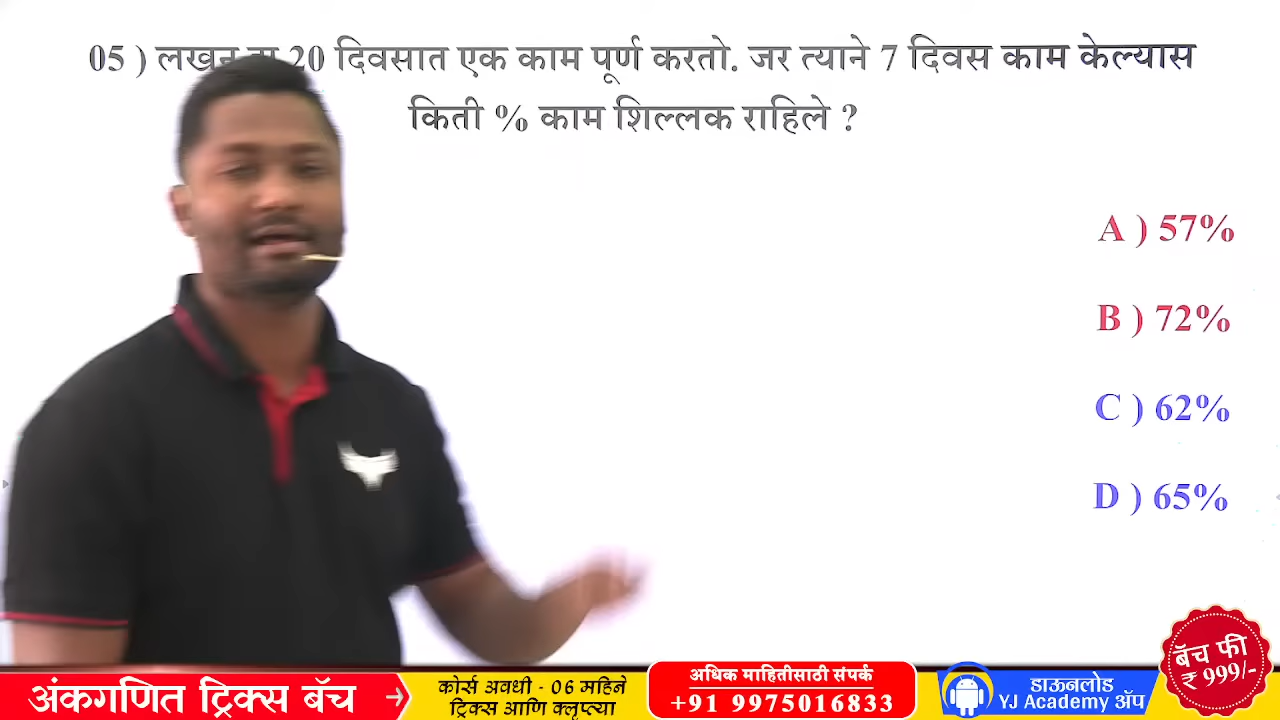 05 ) लखन 20 दिवसात एक काम पूर्ण करतो. जर त्याने 7 दिवस काम केल्यास
किती % काम शिल्लक राहिले ?
A ) 57%
B ) 72%
C ) 62%
D ) 65%
बॅच फी
₹ 999/-
अंकगणित ट्रिक्स बॅच
कोर्स अवधी - 06 महिने
ट्रिक्स आणि क्लुप्त्या
अधिक माहितीसाठी संपर्क
+91 9975016833
डाऊनलोड
YJ Academy ॲप